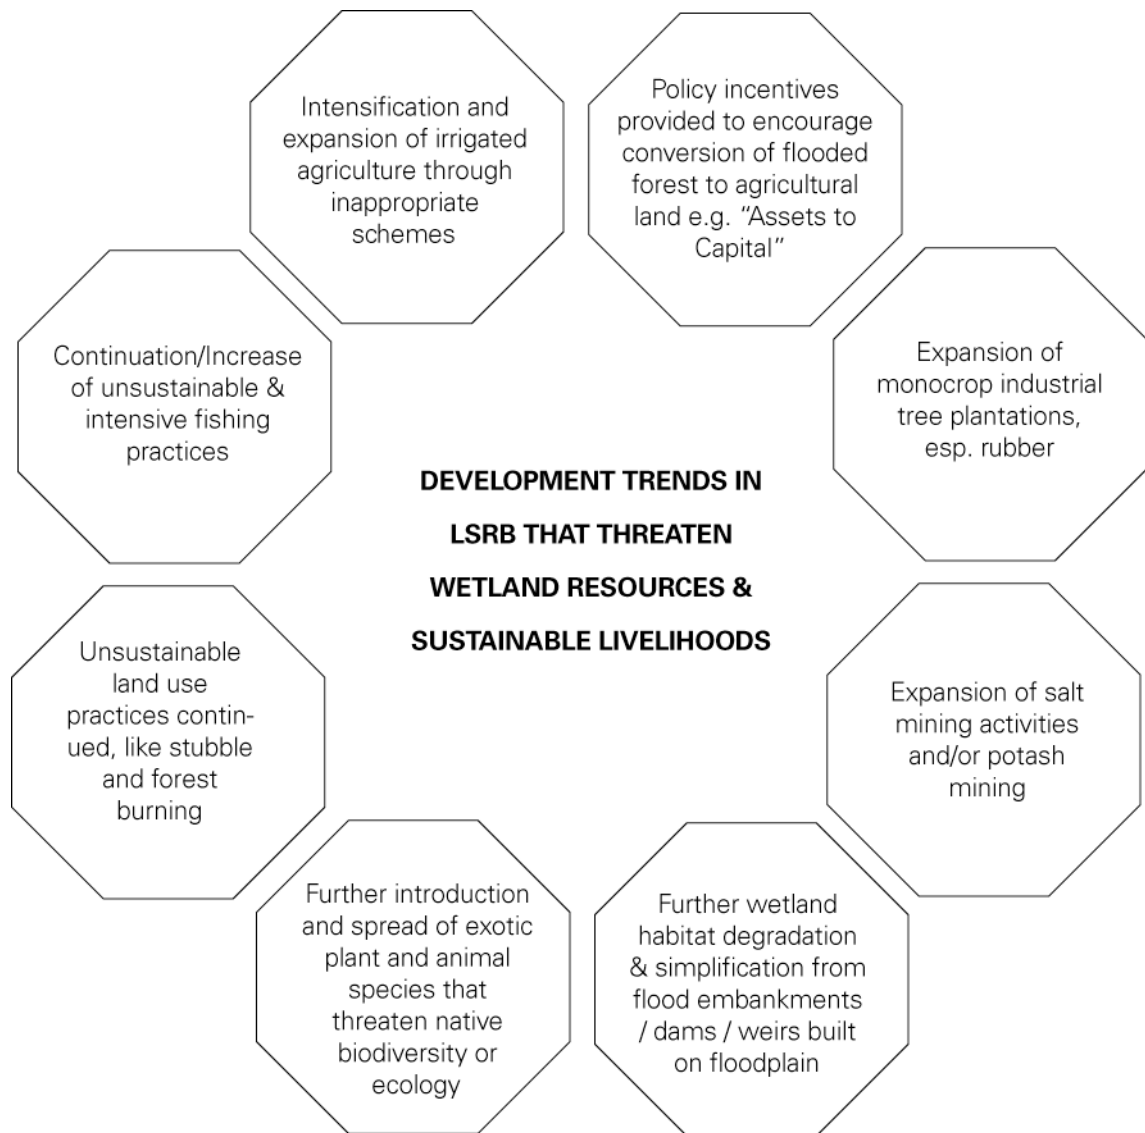 Intensification and
expansion of irrigated
agriculture through
inappropriate
schemes
Policy incentives
provided to encourage
conversion of flooded
forest to agricultural
land e.g. “Assets to
Capital”
Continuation/Increase
of unsustainable &
intensive fishing
practices
Expansion of
monocrop industrial
tree plantations,
esp. rubber
DEVELOPMENT TRENDS IN
LSRB THAT THREATEN
WETLAND RESOURCES &
SUSTAINABLE LIVELIHOODS
Unsustainable
land use
practices contin-
ued, like stubble
and forest
burning
Expansion of salt
mining activities
and/or potash
mining
Further introduction
and spread of exotic
plant and animal
species that
threaten native
biodiversity or
ecology
Further wetland
habitat degradation
& simplification from
flood embankments
/ dams / weirs built
on floodplain